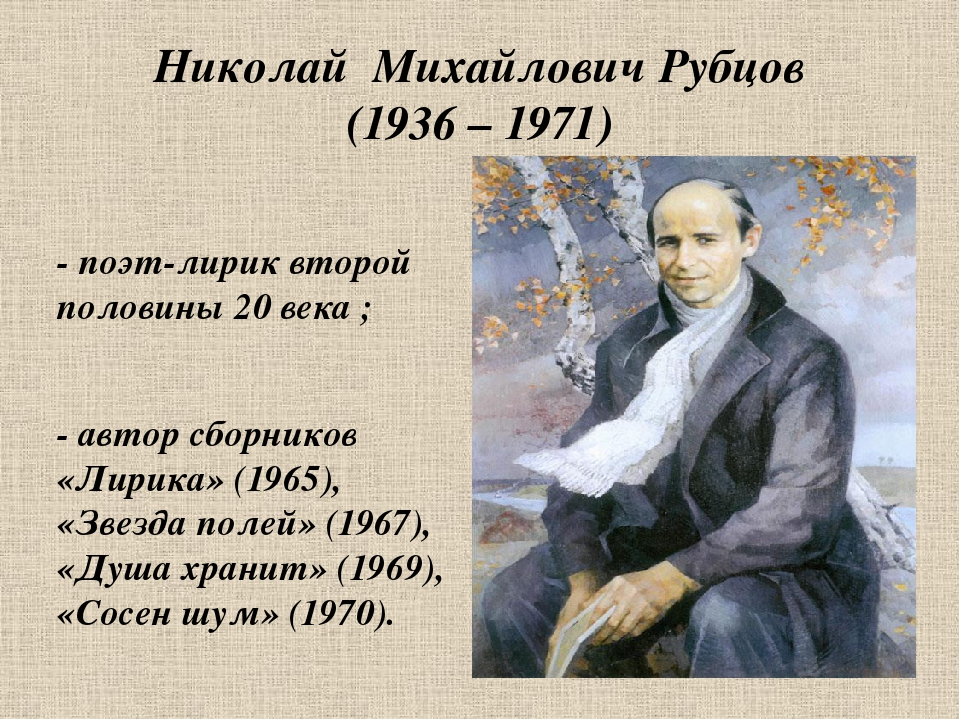 Николай Михайлович Рубцов
(1936 – 1971)
- поэт-лирик второй
половины 20 века ;
- автор сборников
«Лирика» (1965),
«Звезда полей» (1967),
«Душа хранит» (1969),
«Сосен шум» (1970).